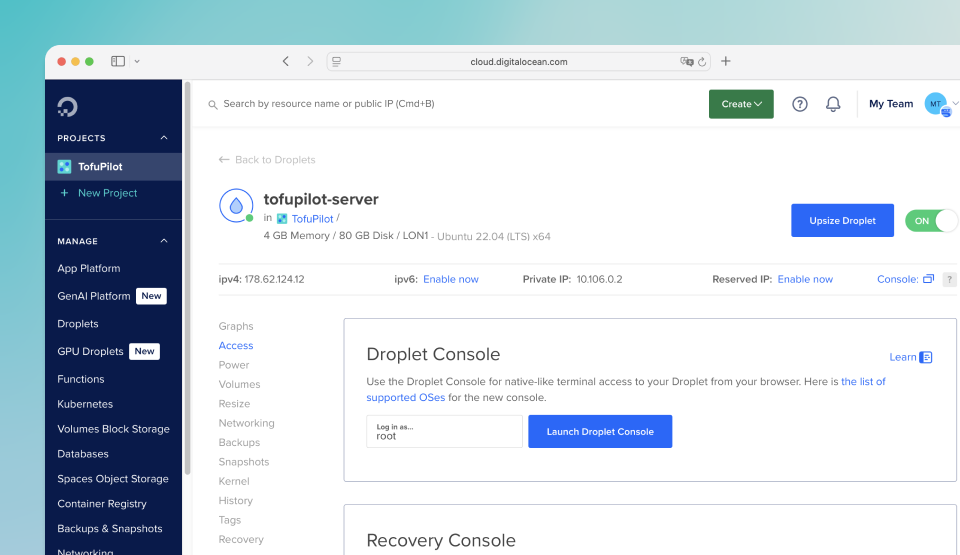 cloud.digitalocean.com
Search by resource name or public IP (Cmd+B)
Create
?
My Team
MT
PROJECTS
TofuPilot
+ New Project
MANAGE
App Platform
GenAI Platform New
Droplets
GPU Droplets New
Functions
Kubernetes
Volumes Block Storage
Databases
Spaces Object Storage
Container Registry
Backups & Snapshots
Networking
← Back to Droplets
tofupilot-server
in TofuPilot /
4 GB Memory / 80 GB Disk / LON1 - Ubuntu 22.04 (LTS) x64
Upsize Droplet
ON
ipv4: 178.62.124.12
ipv6: Enable now
Private IP: 10.106.0.2
Reserved IP: Enable now
Console:
?
Graphs
Access
Power
Volumes
Resize
Networking
Backups
Snapshots
Kernel
History
Tags
Recovery
Droplet Console
Learn
Use the Droplet Console for native-like terminal access to your Droplet from your browser. Here is the list of
supported OSes for the new console.
Log in as...
root
Launch Droplet Console
Recovery Console